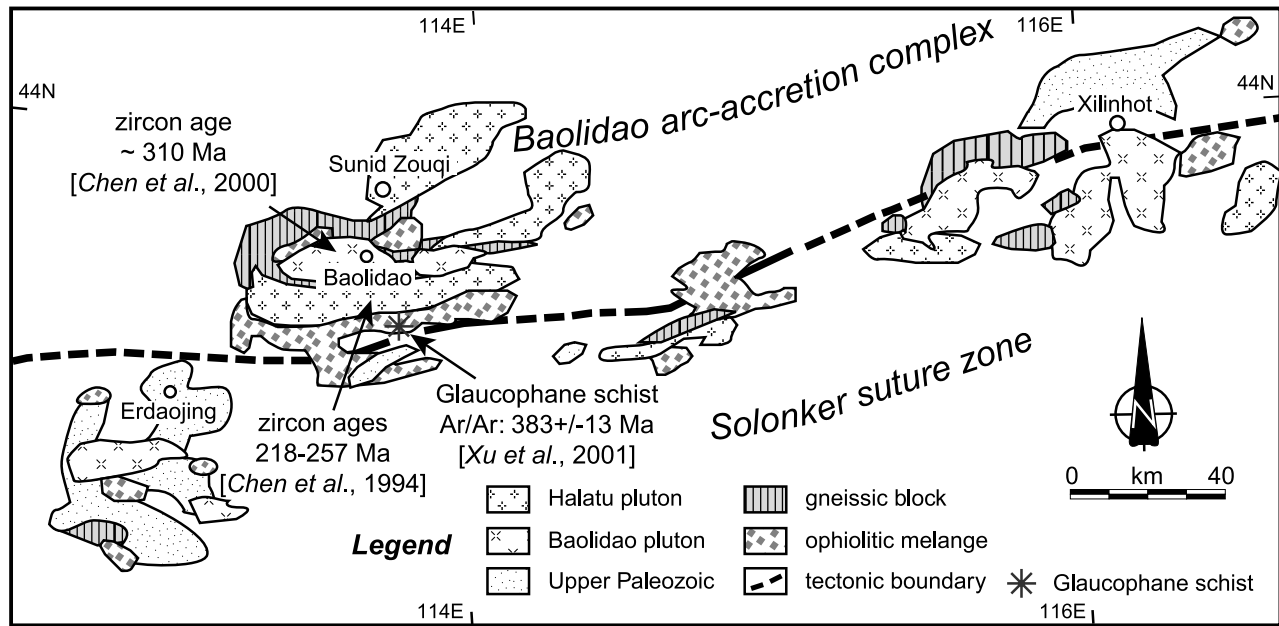 114E
116E
44N
44N
Baolidao arc-accretion complex
Xilinhot
zircon age
~ 310 Ma
[Chen et al., 2000]
Sunid Zouqi
Baolidao
Glaucophane schist
Ar/Ar: 383+/-13 Ma
[Xu et al., 2001]
Solonker suture zone
Erdaojing
zircon ages
218-257 Ma
[Chen et al., 1994]
N
0 km 40
Legend
Halatu pluton
Baolidao pluton
Upper Paleozoic
gneissic block
ophiolitic melange
tectonic boundary
Glaucophane schist
114E
116E